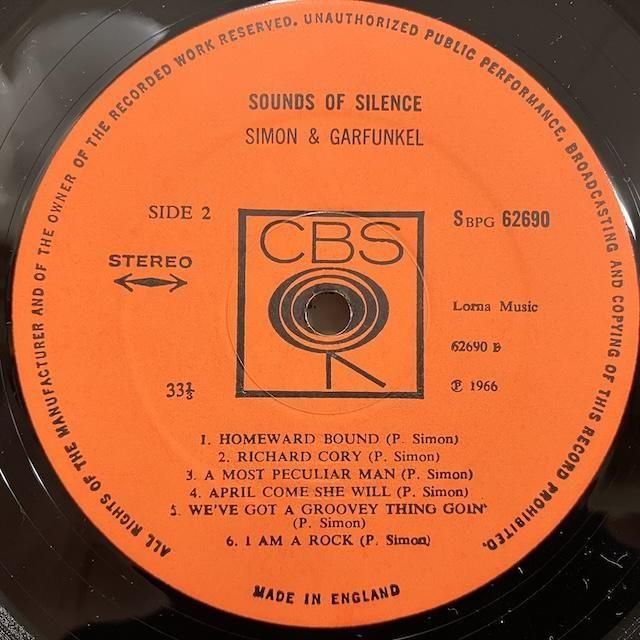 ALL RIGHTS OF THE MANUFACTURER AND OF THE OWNER OF THE RECORDED WORK RESERVED. UNAUTHORIZED PUBLIC PERFORMANCE, BROADCASTING AND COPYING OF THIS RECORD PROHIBITED.
SOUNDS OF SILENCE
SIMON & GARFUNKEL
SIDE 2
SBPG 62690
CBS
STEREO
Lorna Music
62690 B
33⅓
℗ 1966
1. HOMEWARD BOUND (P. Simon)
2. RICHARD CORY (P. Simon)
3. A MOST PECULIAR MAN (P. Simon)
4. APRIL COME SHE WILL (P. Simon)
5. WE'VE GOT A GROOVEY THING GOIN'
(P. Simon)
6. I AM A ROCK (P. Simon)
MADE IN ENGLAND